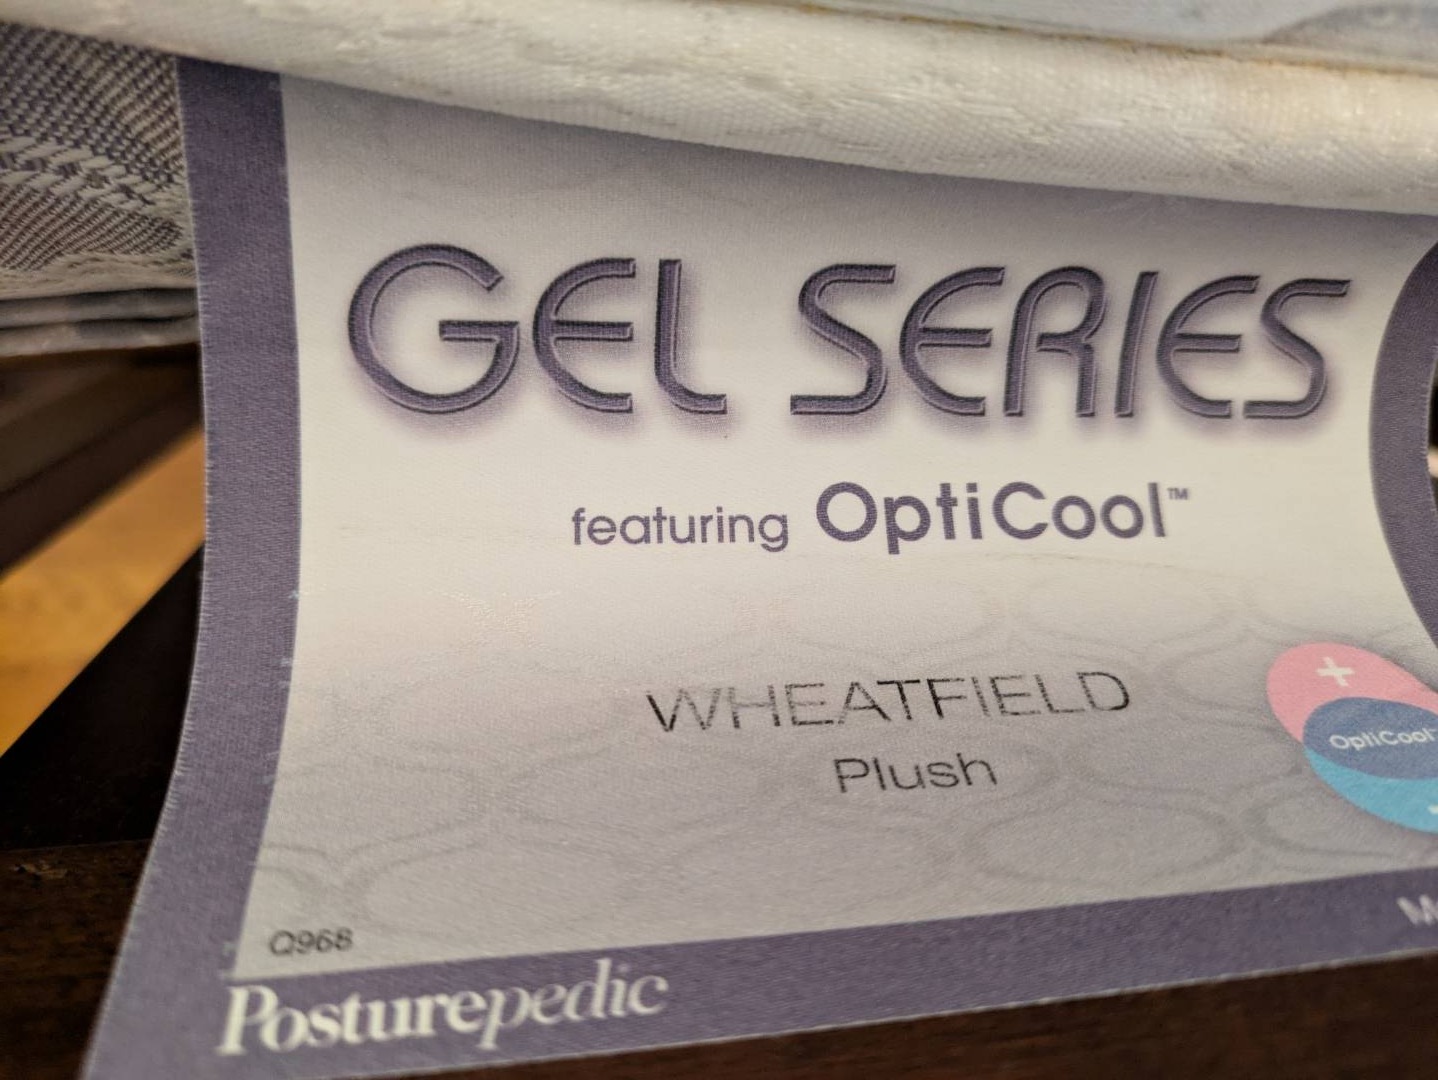 GEL SERIES
featuring OptiCool™
WHEATFIELD
Plush
+
OptiCool
Q968
Posturepedic